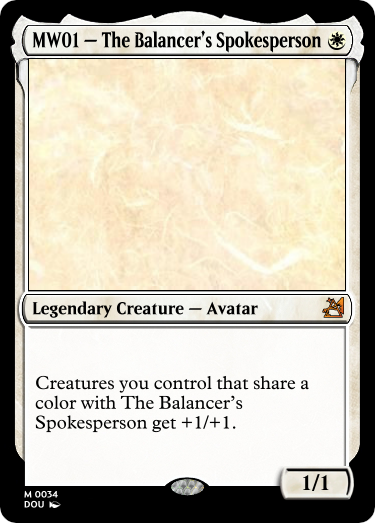 MW01 – The Balancer's Spokesperson
Legendary Creature — Avatar
Creatures you control that share a
color with The Balancer's
Spokesperson get +1/+1.
1/1
M 0034
DOU